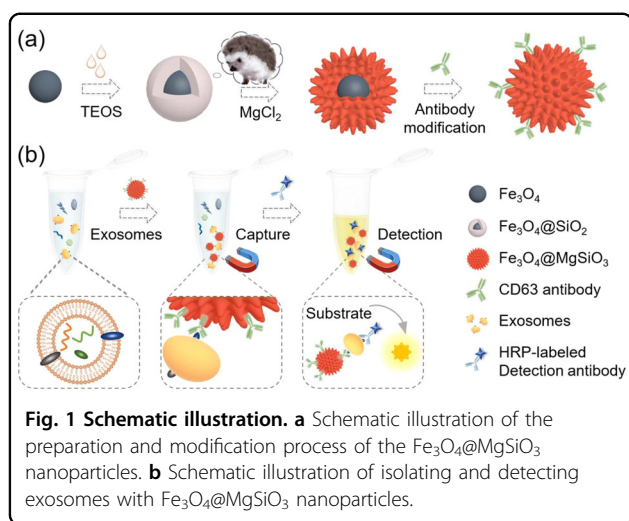 (a)
TEOS
MgCl₂
Antibody
modification
(b)
Exosomes
Capture
Detection
Substrate
Fe₃O₄
Fe₃O₄@SiO₂
Fe₃O₄@MgSiO₃
CD63 antibody
Exosomes
HRP-labeled
Detection antibody
Fig. 1 Schematic illustration. a Schematic illustration of the
preparation and modification process of the Fe₃O₄@MgSiO₃
nanoparticles. b Schematic illustration of isolating and detecting
exosomes with Fe₃O₄@MgSiO₃ nanoparticles.